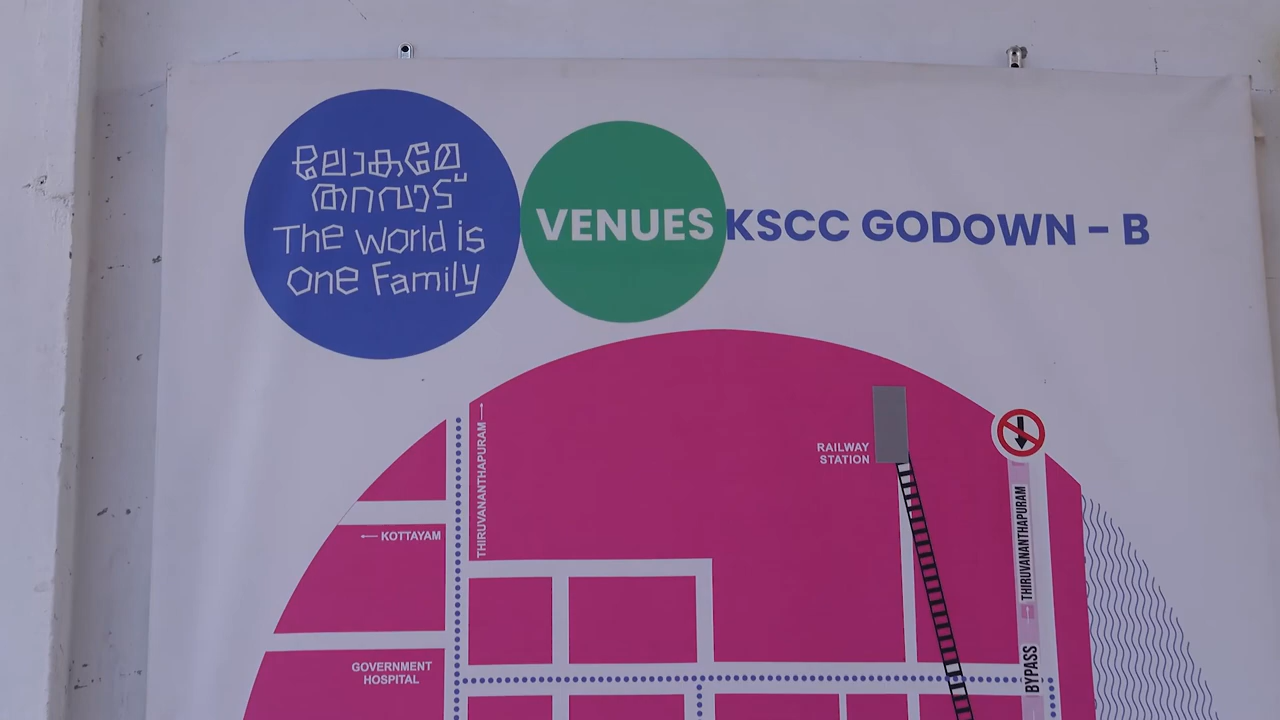 ലോകമേ
തറവാട്
The world is
One Family
VENUES
KSCC GODOWN – B
THIRUVANANTHAPURAM →
RAILWAY
STATION
← KOTTAYAM
THIRUVANANTHAPURAM
GOVERNMENT
HOSPITAL
BYPASS